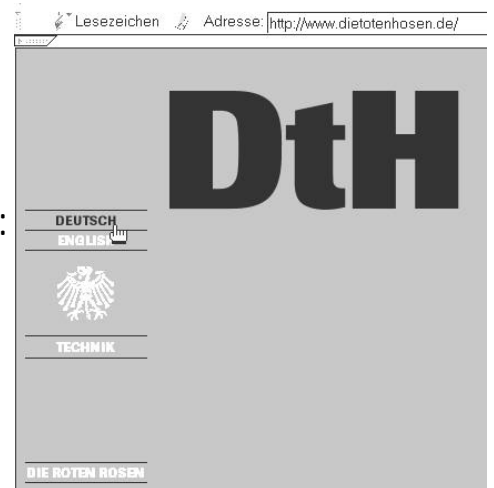 Lesezeichen Adresse: http://www.dietotenhosen.de/
DtH
DEUTSCH
ENGLISH
TECHNIK
DIE ROTEN ROSEN